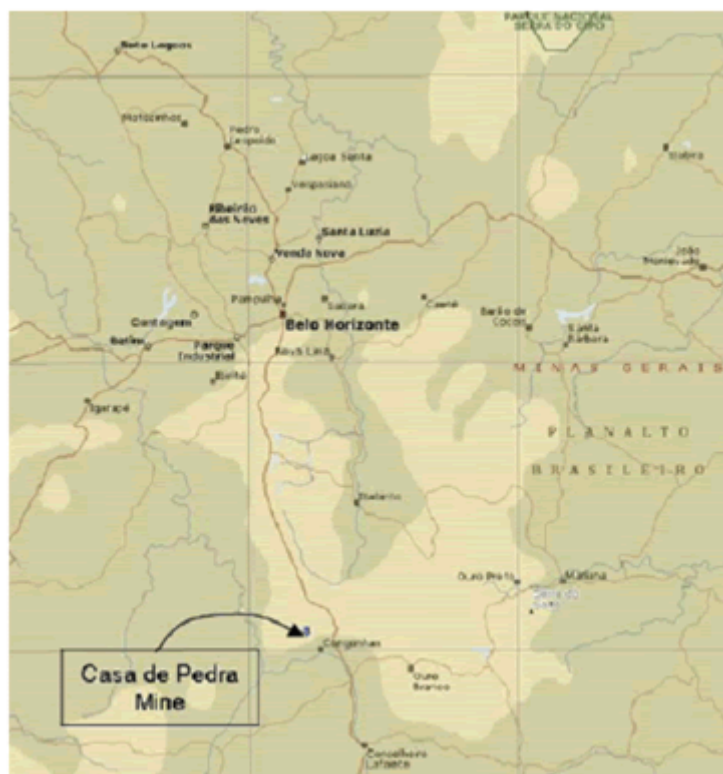 PARQUE NACIONAL
SERRA DO CIPO
Sete Lagoas
Matozinhos
Pedro
Leopoldo
Lagoa Santa
Vespasiano
Itabira
Ribeirão
das Neves
Santa Luzia
Venda Nova
João
Monlevade
Pampulha
Sabará
Caeté
Contagem
Belo Horizonte
Barão de
Cocais
Santa
Bárbara
Betim
Parque
Industrial
Nova Lima
Ibirité
MINAS GERAIS
Igarapé
PLANALTO
BRASILEIRO
Itabirito
Ouro Preto
Mariana
Casa de Pedra
Mine
Congonhas
Ouro
Branco
Conselheiro
Lafaiete